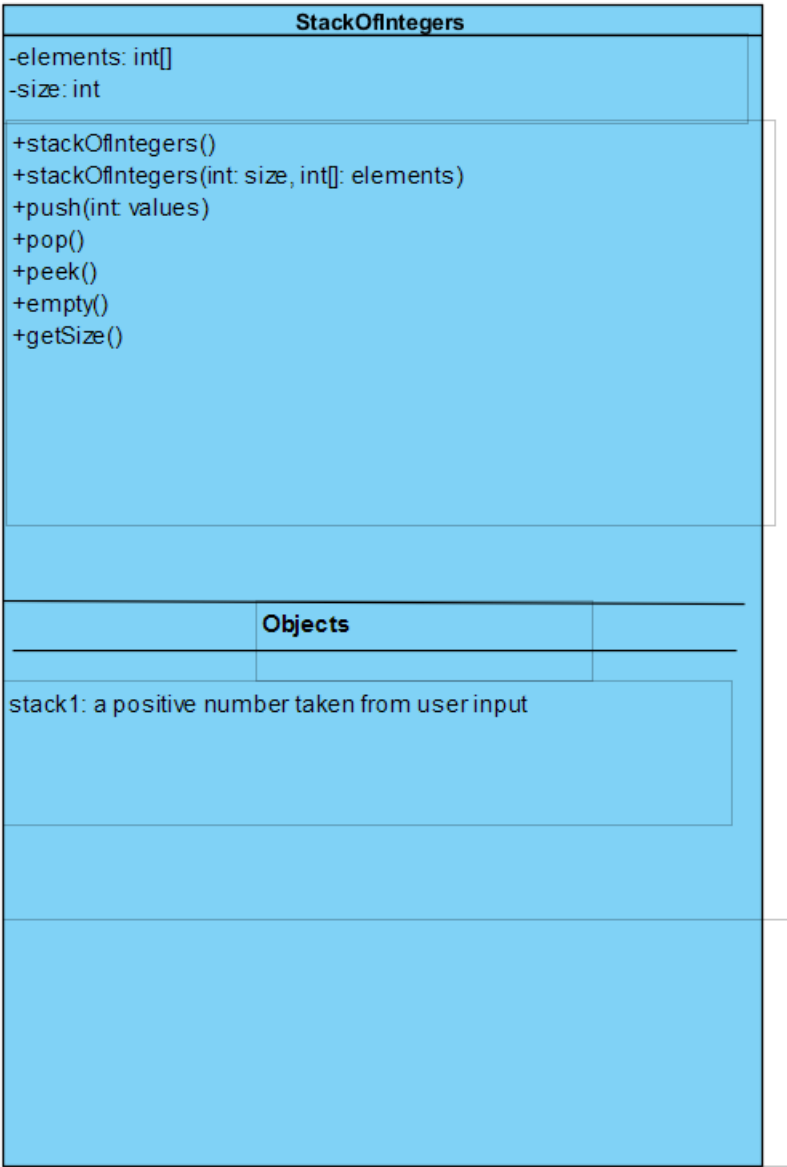 StackOfIntegers
-elements: int[]
-size: int
+stackOfIntegers()
+stackOfIntegers(int: size, int[]: elements)
+push(int: values)
+pop()
+peek()
+empty()
+getSize()
Objects
stack1: a positive number taken from user input